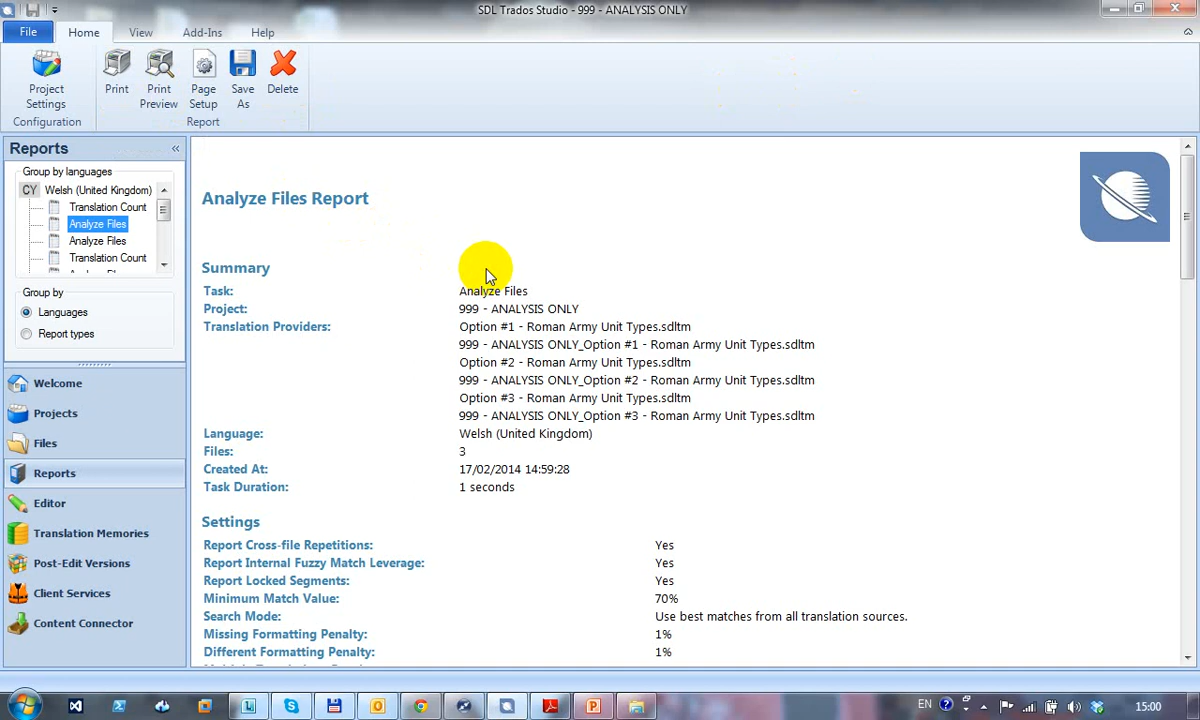 SDL Trados Studio - 999 - ANALYSIS ONLY
File Home View Add-Ins Help
Project Settings
Print
Print Preview
Page Setup
Save As
Delete
Configuration
Report
Reports
Group by languages
CY Welsh (United Kingdom)
Translation Count
Analyze Files
Analyze Files
Translation Count
Group by
Languages
Report types
Welcome
Projects
Files
Reports
Editor
Translation Memories
Post-Edit Versions
Client Services
Content Connector
Analyze Files Report
Summary
Task: Analyze Files
Project: 999 - ANALYSIS ONLY
Translation Providers: Option #1 - Roman Army Unit Types.sdltm
999 - ANALYSIS ONLY_Option #1 - Roman Army Unit Types.sdltm
Option #2 - Roman Army Unit Types.sdltm
999 - ANALYSIS ONLY_Option #2 - Roman Army Unit Types.sdltm
Option #3 - Roman Army Unit Types.sdltm
999 - ANALYSIS ONLY_Option #3 - Roman Army Unit Types.sdltm
Language: Welsh (United Kingdom)
Files: 3
Created At: 17/02/2014 14:59:28
Task Duration: 1 seconds
Settings
Report Cross-file Repetitions: Yes
Report Internal Fuzzy Match Leverage: Yes
Report Locked Segments: Yes
Minimum Match Value: 70%
Search Mode: Use best matches from all translation sources.
Missing Formatting Penalty: 1%
Different Formatting Penalty: 1%
EN
15:00